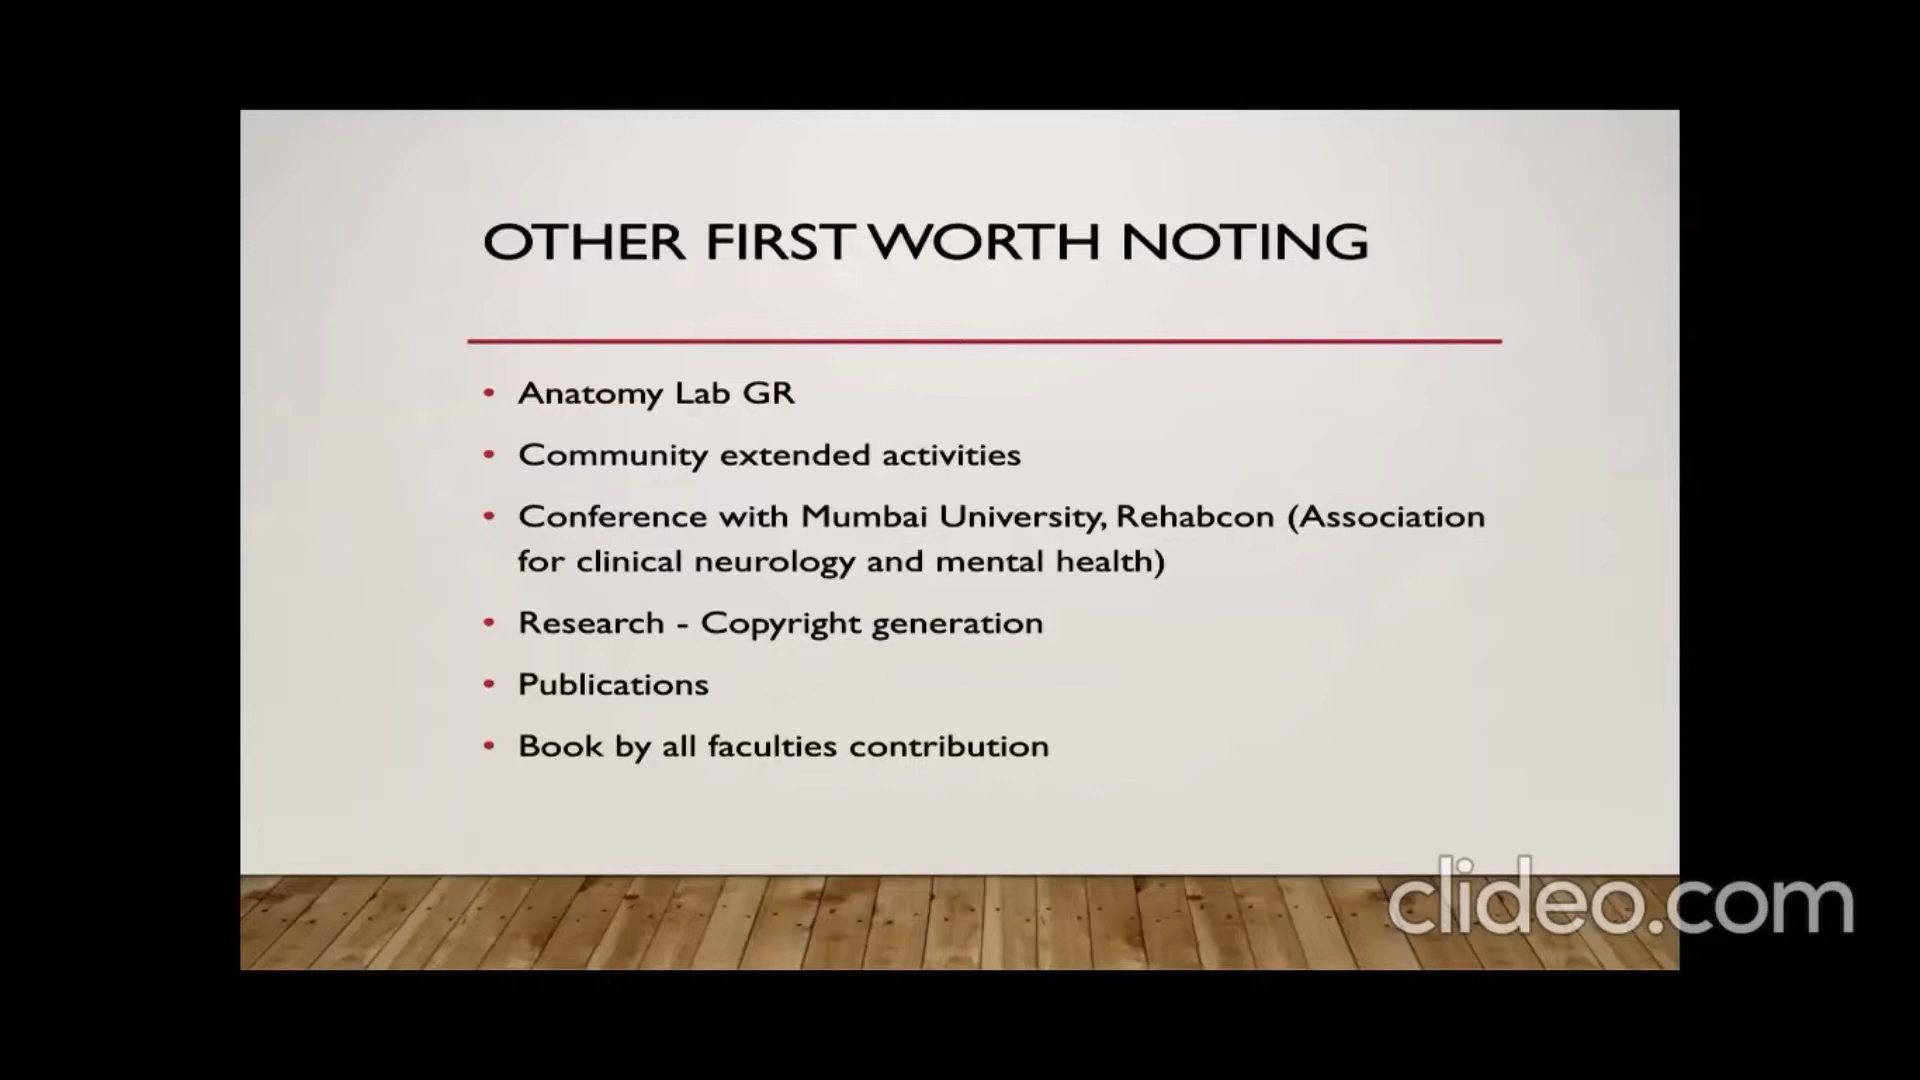 OTHER FIRST WORTH NOTING
• Anatomy Lab GR
• Community extended activities
• Conference with Mumbai University, Rehabcon (Association
for clinical neurology and mental health)
• Research - Copyright generation
• Publications
• Book by all faculties contribution
clideo.com